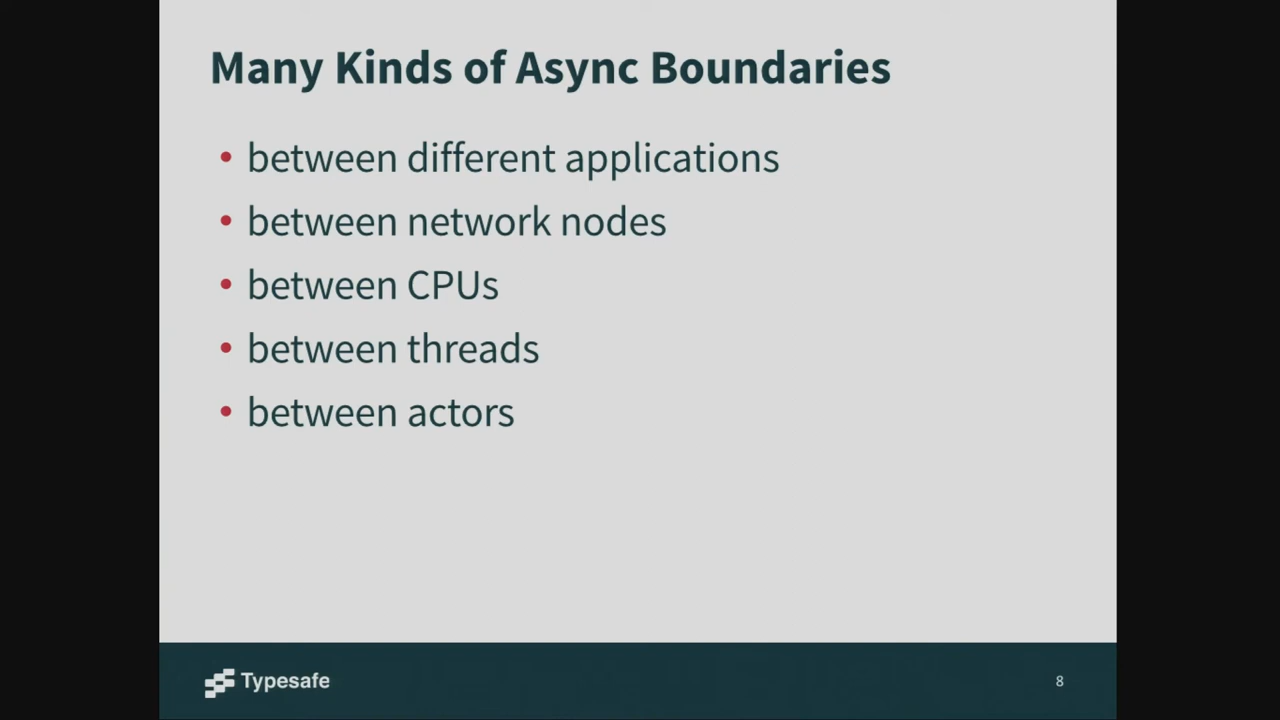 Many Kinds of Async Boundaries
• between different applications
• between network nodes
• between CPUs
• between threads
• between actors
Typesafe
8